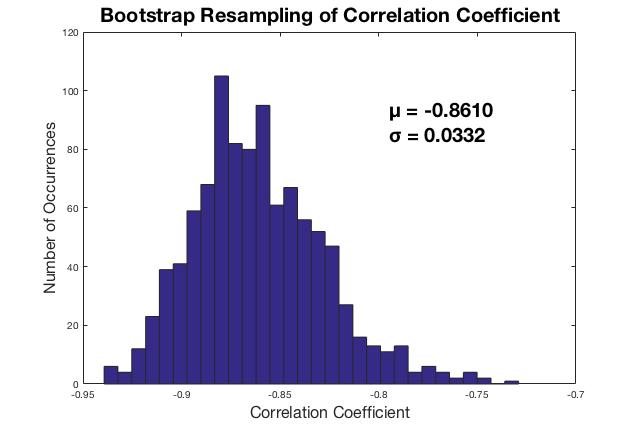 Bootstrap Resampling of Correlation Coefficient
120
100
80
60
40
20
0
Number of Occurrences
μ = -0.8610
σ = 0.0332
-0.95 -0.9 -0.85 -0.8 -0.75 -0.7
Correlation Coefficient